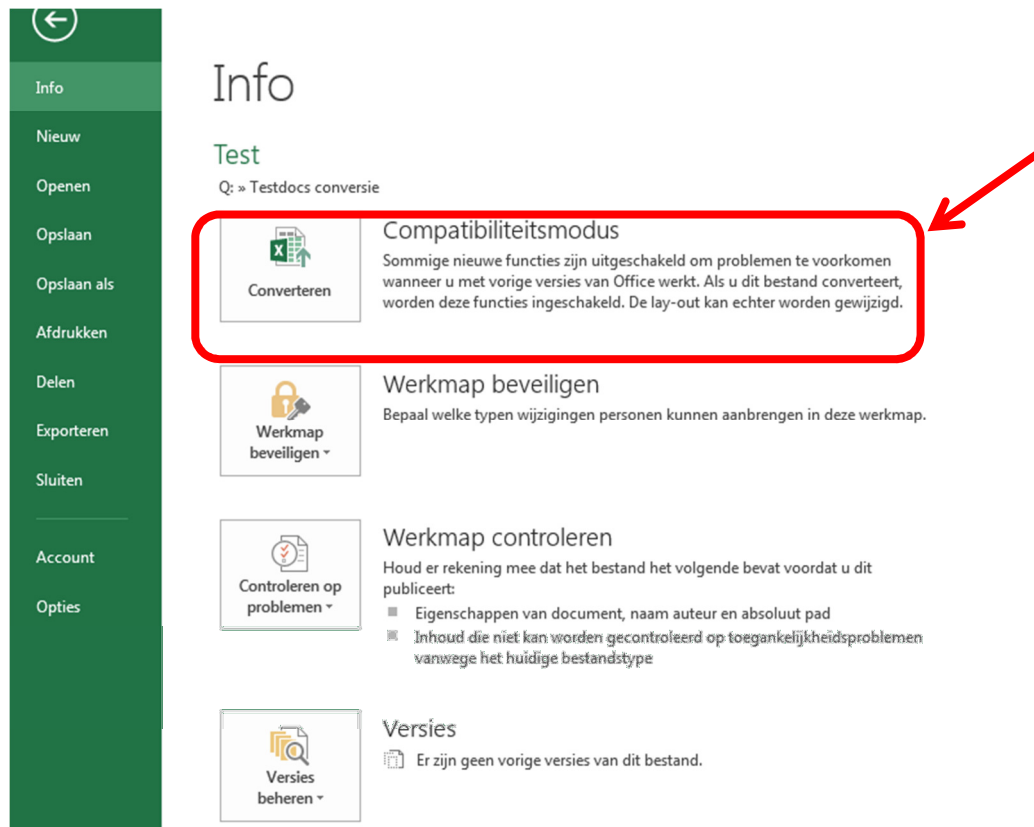 Info
Nieuw
Openen
Opslaan
Opslaan als
Afdrukken
Delen
Exporteren
Sluiten
Account
Opties
Info
Test
Q: » Testdocs conversie
Converteren
Compatibiliteitsmodus
Sommige nieuwe functies zijn uitgeschakeld om problemen te voorkomen
wanneer u met vorige versies van Office werkt. Als u dit bestand converteert,
worden deze functies ingeschakeld. De lay-out kan echter worden gewijzigd.
Werkmap
beveiligen
Werkmap beveiligen
Bepaal welke typen wijzigingen personen kunnen aanbrengen in deze werkmap.
Controleren op
problemen
Werkmap controleren
Houd er rekening mee dat het bestand het volgende bevat voordat u dit
publiceert:
Eigenschappen van document, naam auteur en absoluut pad
Inhoud die niet kan worden gecontroleerd op toegankelijkheidsproblemen
vanwege het huidige bestandstype
Versies
beheren
Versies
Er zijn geen vorige versies van dit bestand.